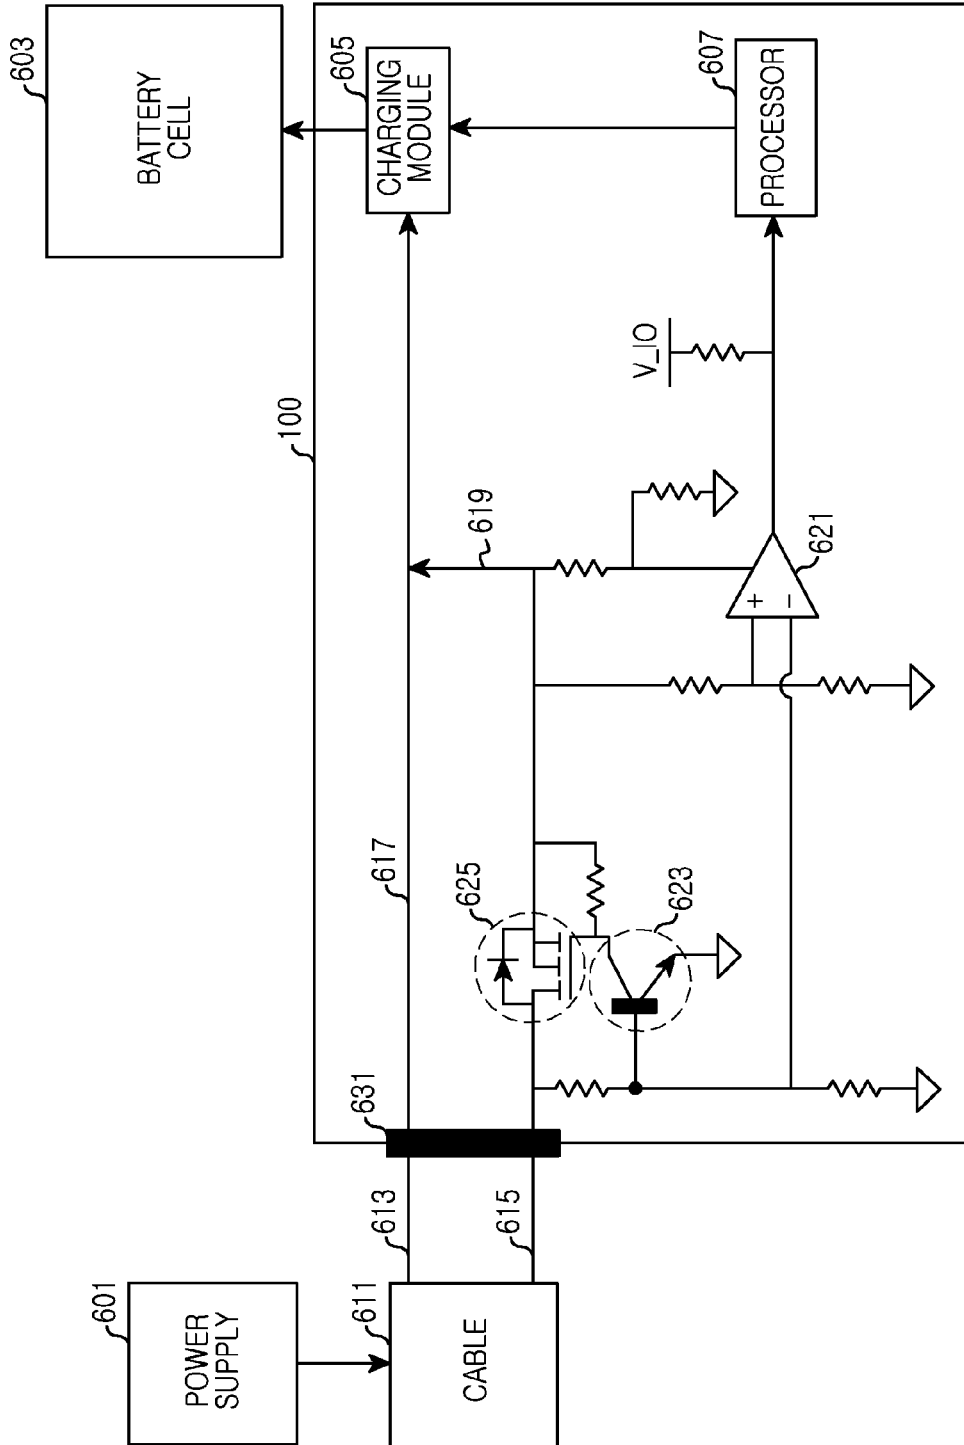 603
BATTERY
CELL
605
CHARGING
MODULE
607
PROCESSOR
100
V_IO
619
617
621
+
−
625
623
631
613
615
601
POWER
SUPPLY
611
CABLE